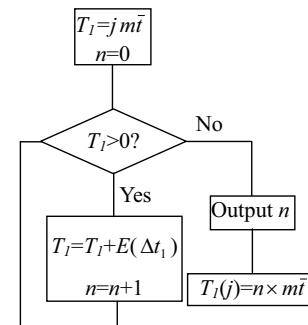 T₁=j m t̄
n=0
T₁>0?
No
Yes
Output n
T₁=T₁+E(Δt₁)
n=n+1
T₁(j)=n× m t̄